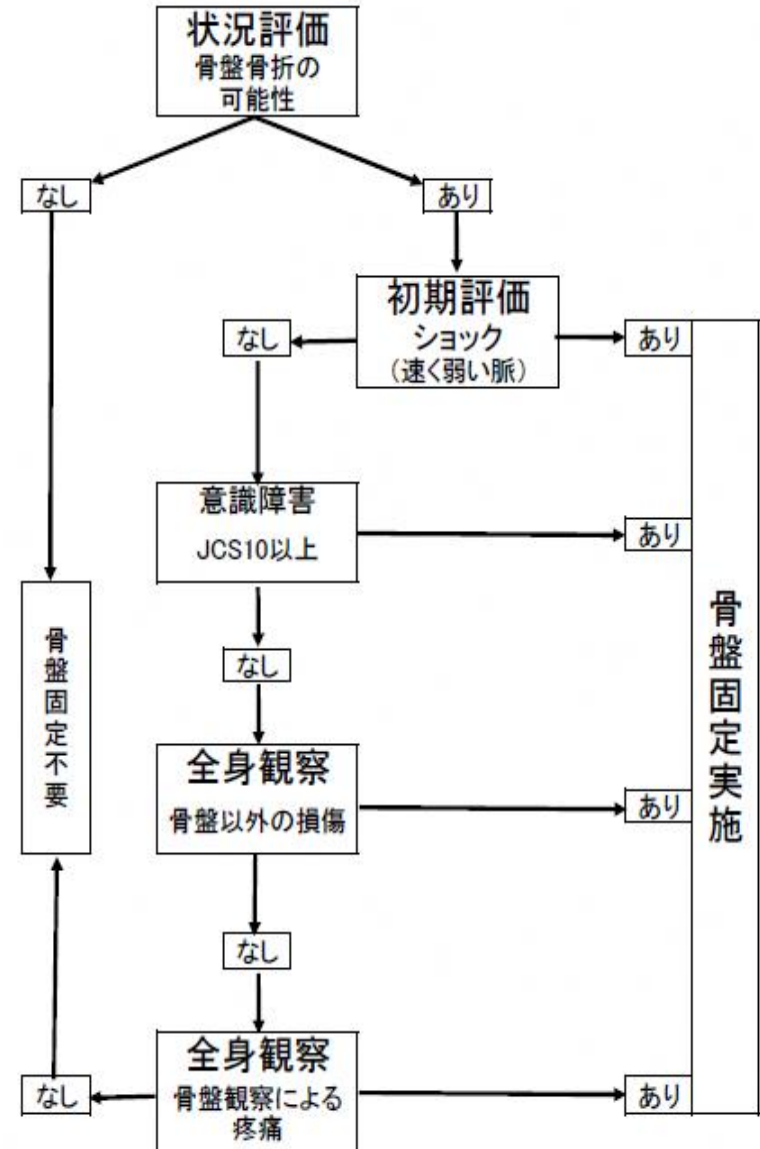 状況評価
骨盤骨折の
可能性
なし
あり
初期評価
ショック
（速く弱い脈）
なし
あり
意識障害
JCS10以上
あり
なし
骨盤固定不要
骨盤固定実施
全身観察
骨盤以外の損傷
あり
なし
全身観察
骨盤観察による
疼痛
なし
あり